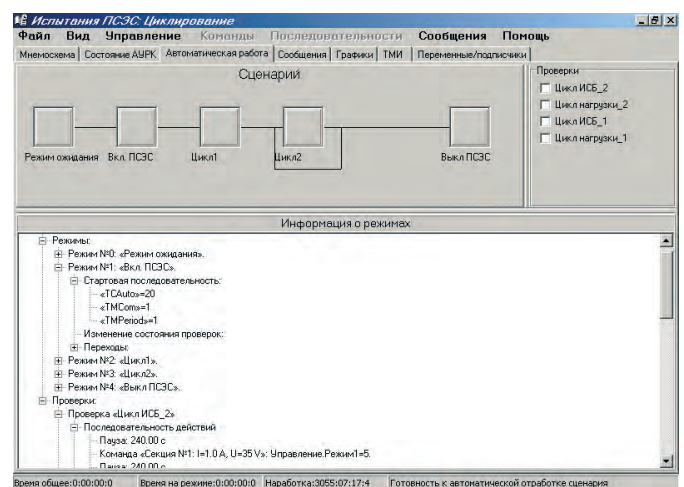 Испытания ПСЭС: Циклирование
Файл Вид Управление Команды Последовательности Сообщения Помощь
Мнемосхема Состояние АУРК Автоматическая работа Сообщения Графики ТМИ Переменные/подписчики
Сценарий
Проверки
Цикл ИСБ_2
Цикл нагрузки_2
Цикл ИСБ_1
Цикл нагрузки_1
Режим ожидания Вкл. ПСЭС Цикл1 Цикл2 Выкл ПСЭС
Информация о режимах
Режимы:
Режим №0: «Режим ожидания».
Режим №1: «Вкл. ПСЭС».
Стартовая последовательность:
«TCAuto»=20
«TMCom»=1
«TMPeriod»=1
Изменение состояния проверок:
Переходы:
Режим №2: «Цикл1».
Режим №3: «Цикл2».
Режим №4: «Выкл ПСЭС».
Проверки:
Проверка «Цикл ИСБ_2»
Последовательность действий
Пауза: 240.00 с
Команда «Секция №1: I=1.0 А, U=35 V»: Управление.Режим1=5.
Пауза: 240.00 с
Время общее:0:00:00:0 Время на режиме:0:00:00:0 Наработка:3055:07:17:4 Готовность к автоматической отработке сценария